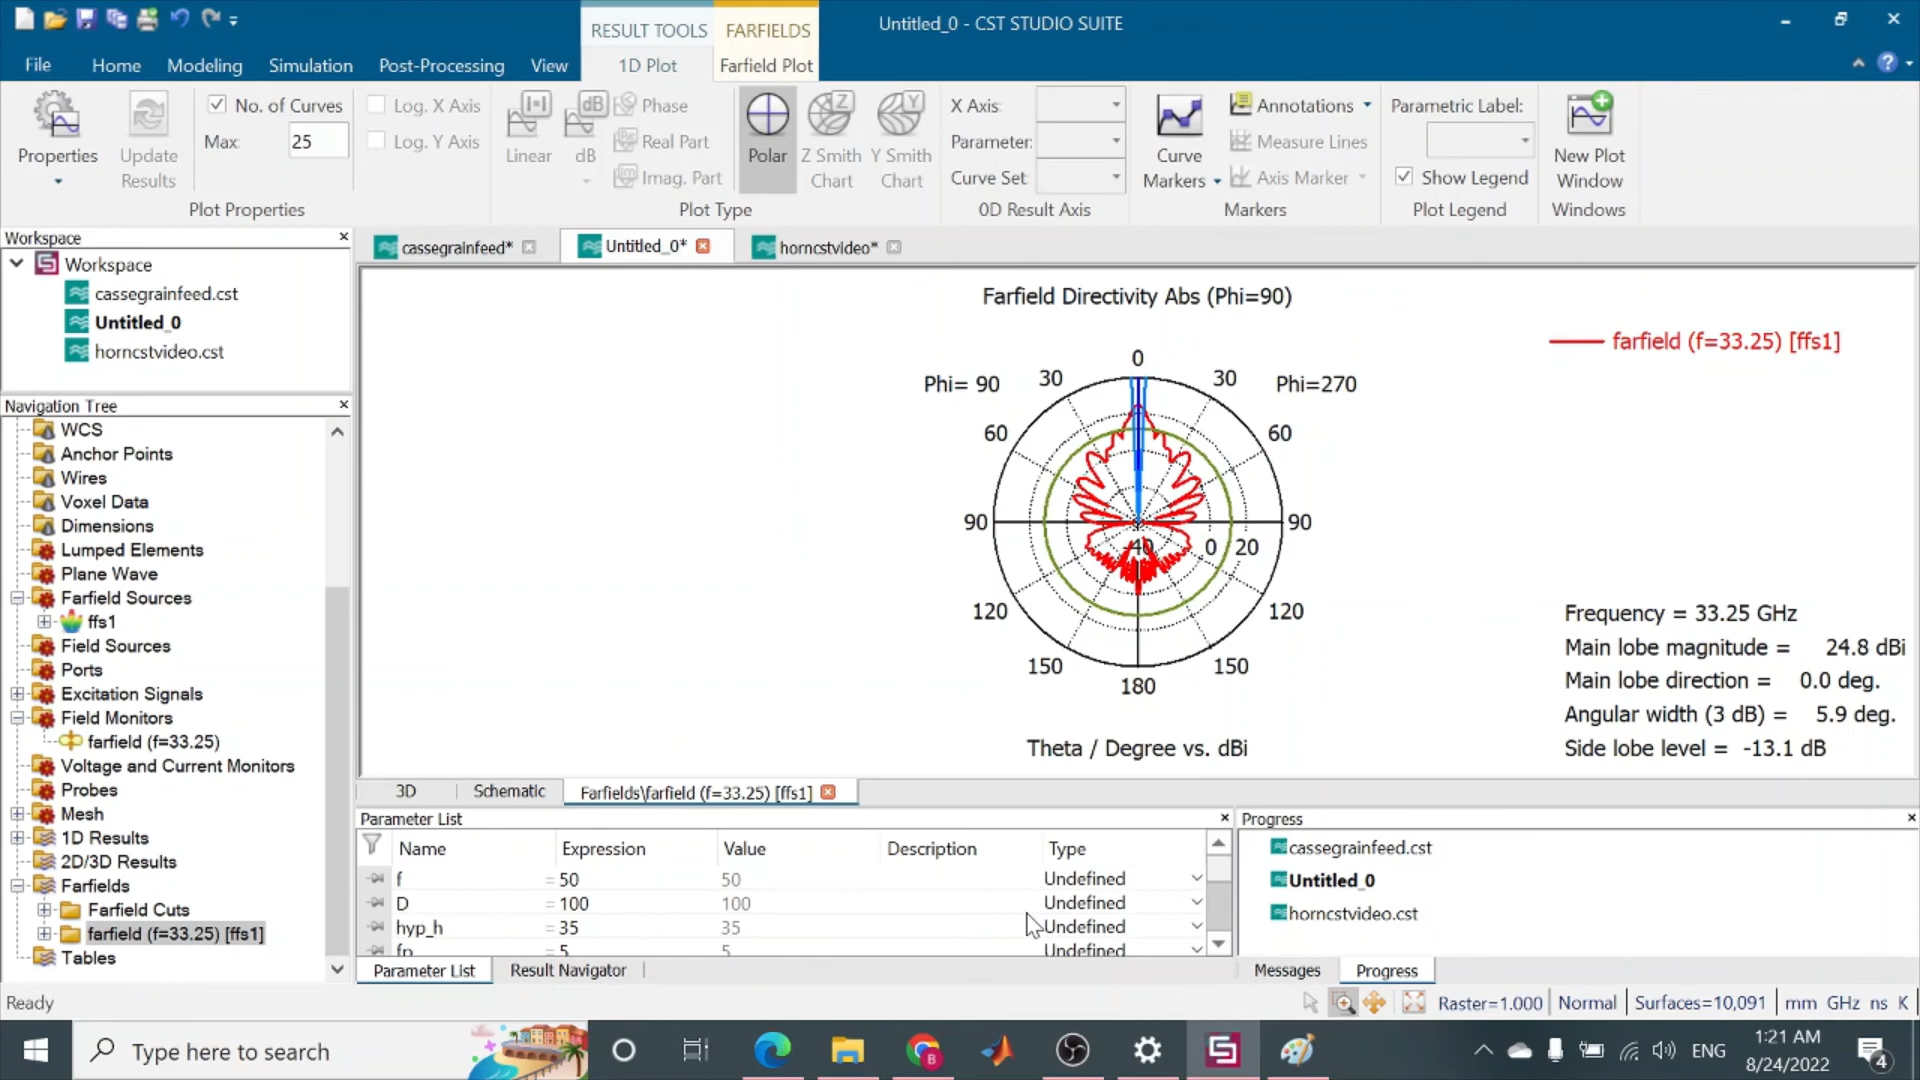 RESULT TOOLS
FARFIELDS
Untitled_0 - CST STUDIO SUITE
File
Home
Modeling
Simulation
Post-Processing
View
1D Plot
Farfield Plot
Properties
Update Results
No. of Curves
Max:
25
Log. X Axis
Log. Y Axis
Linear
dB
Phase
Real Part
Imag. Part
Polar
Z Smith Chart
Y Smith Chart
X Axis:
Parameter:
Curve Set:
Curve Markers
Annotations
Measure Lines
Axis Marker
Parametric Label:
Show Legend
New Plot Window
Plot Properties
Plot Type
0D Result Axis
Markers
Plot Legend
Windows
Workspace
Workspace
cassegrainfeed.cst
Untitled_0
horncstvideo.cst
cassegrainfeed*
Untitled_0*
horncstvideo*
Navigation Tree
WCS
Anchor Points
Wires
Voxel Data
Dimensions
Lumped Elements
Plane Wave
Farfield Sources
ffs1
Field Sources
Ports
Excitation Signals
Field Monitors
farfield (f=33.25)
Voltage and Current Monitors
Probes
Mesh
1D Results
2D/3D Results
Farfields
Farfield Cuts
farfield (f=33.25) [ffs1]
Tables
Farfield Directivity Abs (Phi=90)
farfield (f=33.25) [ffs1]
Phi= 90
30
0
30
Phi=270
60
60
90
90
-40
0
20
120
120
150
150
180
Theta / Degree vs. dBi
Frequency = 33.25 GHz
Main lobe magnitude = 24.8 dBi
Main lobe direction = 0.0 deg.
Angular width (3 dB) = 5.9 deg.
Side lobe level = -13.1 dB
3D
Schematic
Farfields\farfield (f=33.25) [ffs1]
Parameter List
Name Expression Value Description Type
f = 50 50 Undefined
D = 100 100 Undefined
hyp_h = 35 35 Undefined
fp = 5 5 Undefined
Parameter List
Result Navigator
Progress
cassegrainfeed.cst
Untitled_0
horncstvideo.cst
Messages
Progress
Ready
Raster=1.000
Normal
Surfaces=10,091
mm GHz ns K
Type here to search
ENG
1:21 AM
8/24/2022
4